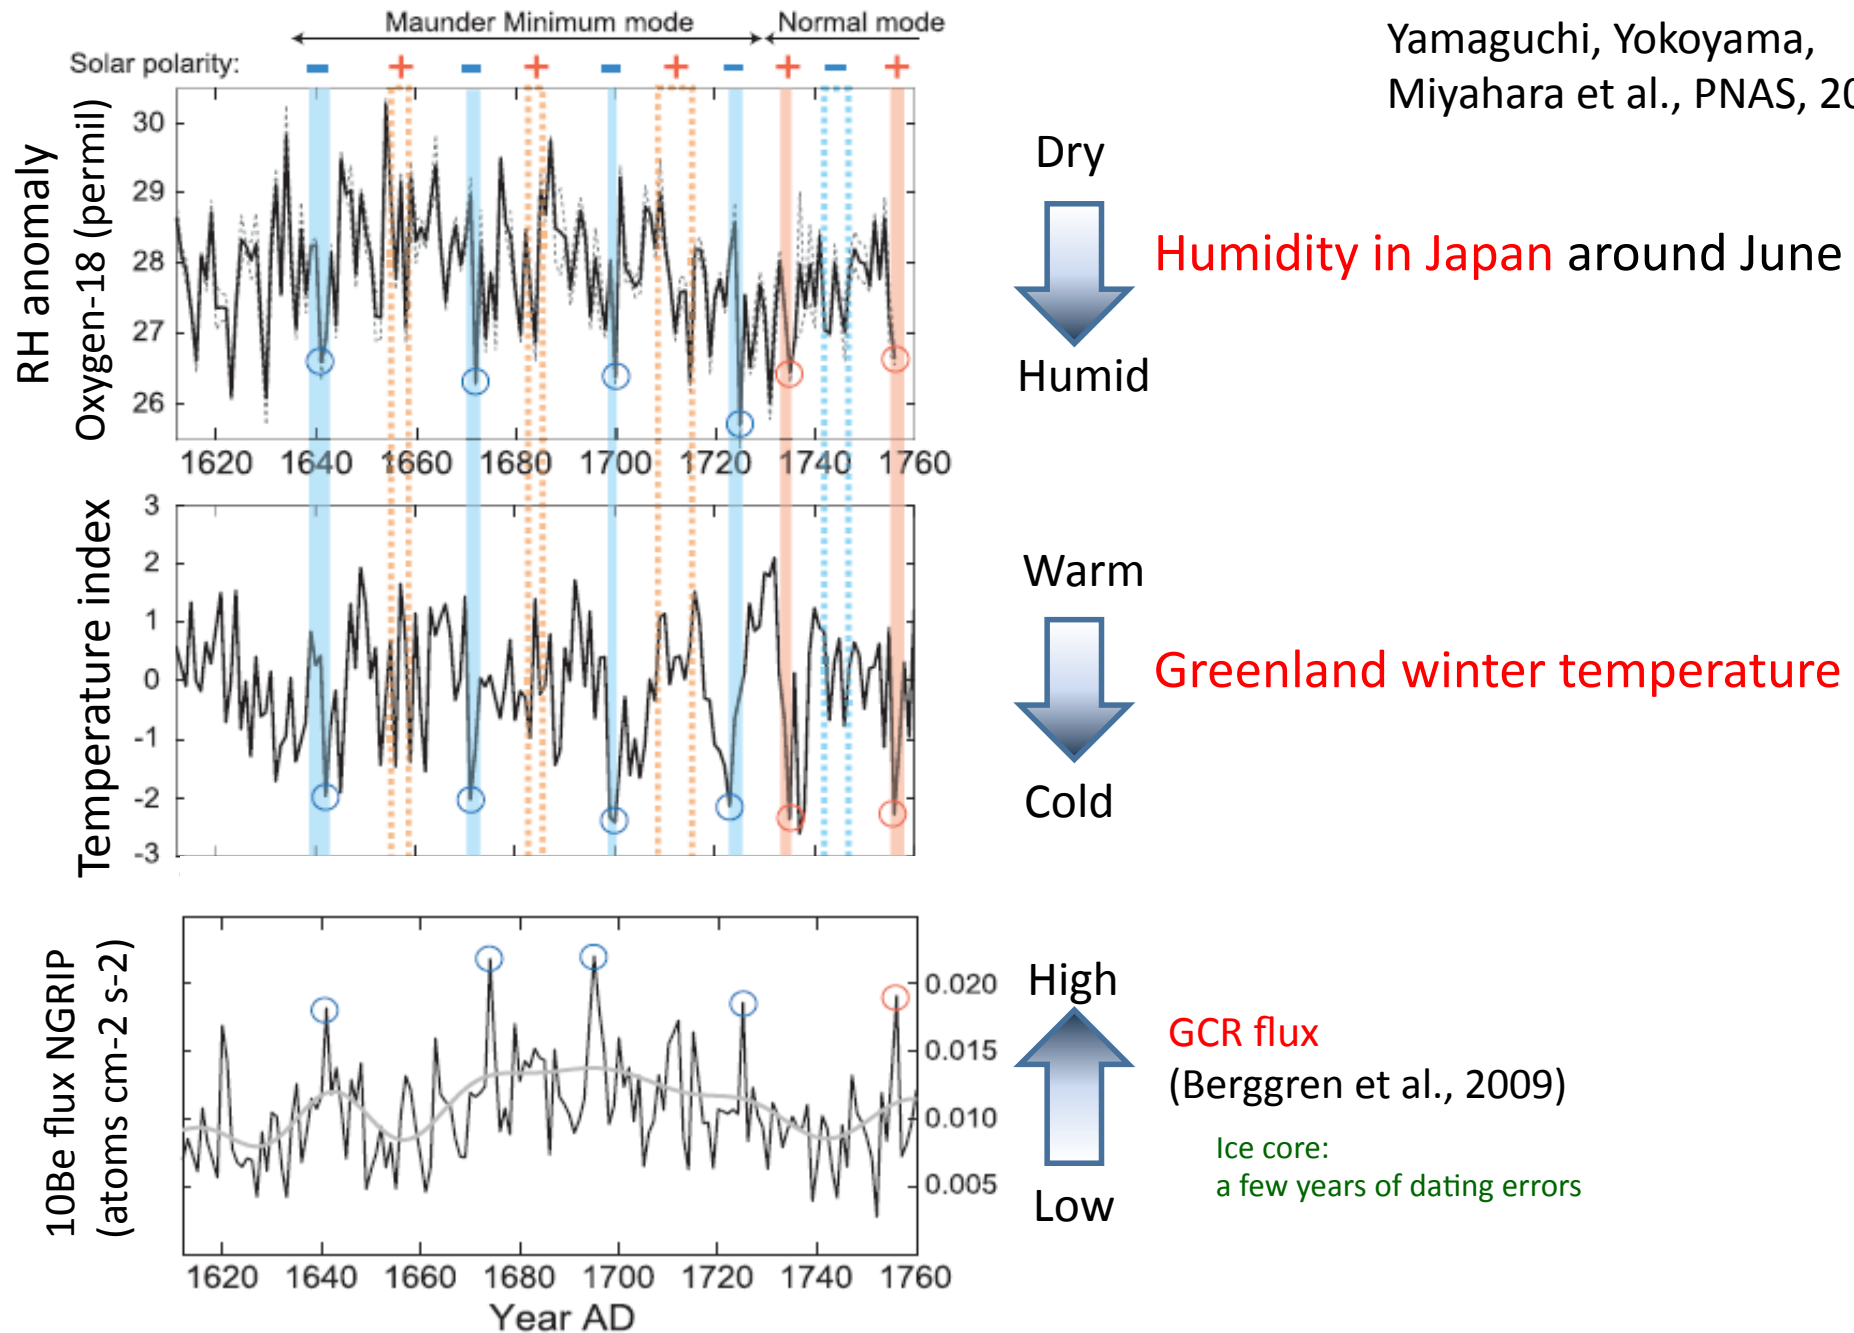 Maunder Minimum mode Normal mode
Solar polarity: - + - + - + - + - +
Yamaguchi, Yokoyama,
Miyahara et al., PNAS, 20
RH anomaly
Oxygen-18 (permil)
30
29
28
27
26
1620 1640 1660 1680 1700 1720 1740 1760
Dry
Humid
Humidity in Japan around June
Temperature index
3
2
1
0
-1
-2
-3
Warm
Cold
Greenland winter temperature
10Be flux NGRIP
(atoms cm-2 s-2)
0.020
0.015
0.010
0.005
1620 1640 1660 1680 1700 1720 1740 1760
Year AD
High
Low
GCR flux
(Berggren et al., 2009)
Ice core:
a few years of dating errors